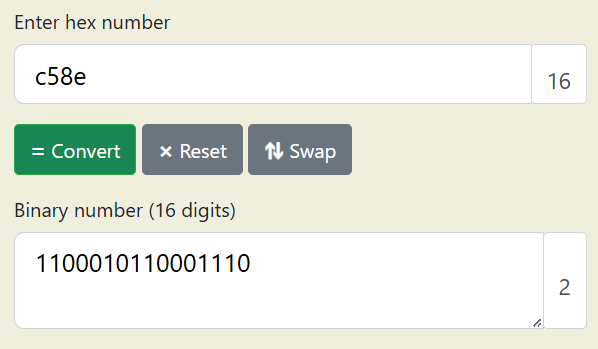 Enter hex number
c58e 16
= Convert × Reset ⇅ Swap
Binary number (16 digits)
1100010110001110
2